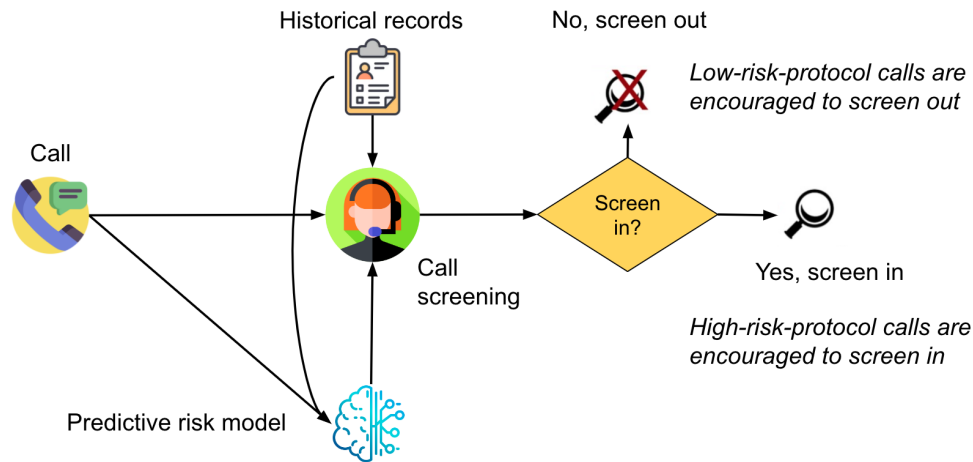 Historical records
No, screen out
Low-risk-protocol calls are
encouraged to screen out
Call
Screen
in?
Call
screening
Yes, screen in
High-risk-protocol calls are
encouraged to screen in
Predictive risk model